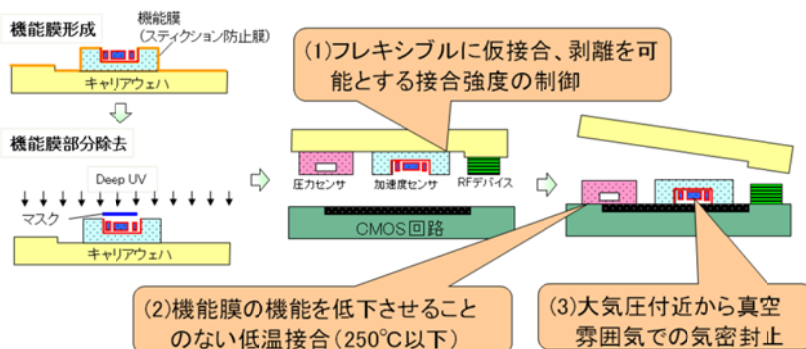 機能膜形成
機能膜
(スティクション防止膜)
キャリアウェハ
機能膜部分除去
Deep UV
マスク
キャリアウェハ
(1)フレキシブルに仮接合、剥離を可
能とする接合強度の制御
圧力センサ
加速度センサ
RFデバイス
CMOS回路
(2)機能膜の機能を低下させること
のない低温接合(250℃以下)
(3)大気圧付近から真空
雰囲気での気密封止